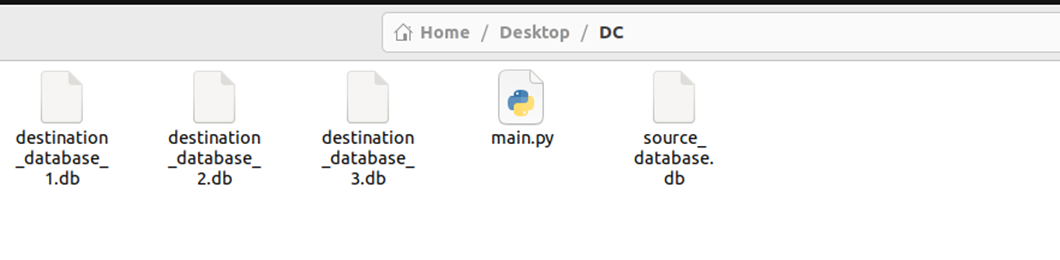 Home / Desktop / DC
destination
_database_
1.db
destination
_database_
2.db
destination
_database_
3.db
main.py
source_
database.
db